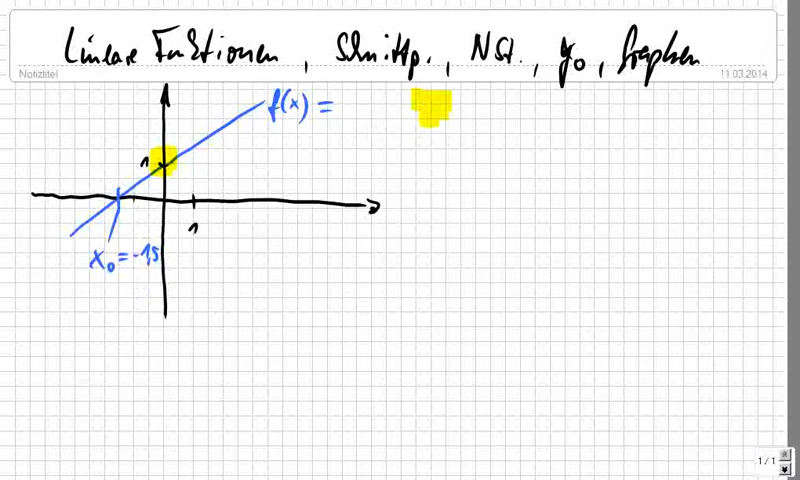 Lineare Funktionen, Schnittp., NSt., y₀, Graphen
Notiztitel
11.03.2014
f(x) =
1
1
x₀ = -1,5
1/1